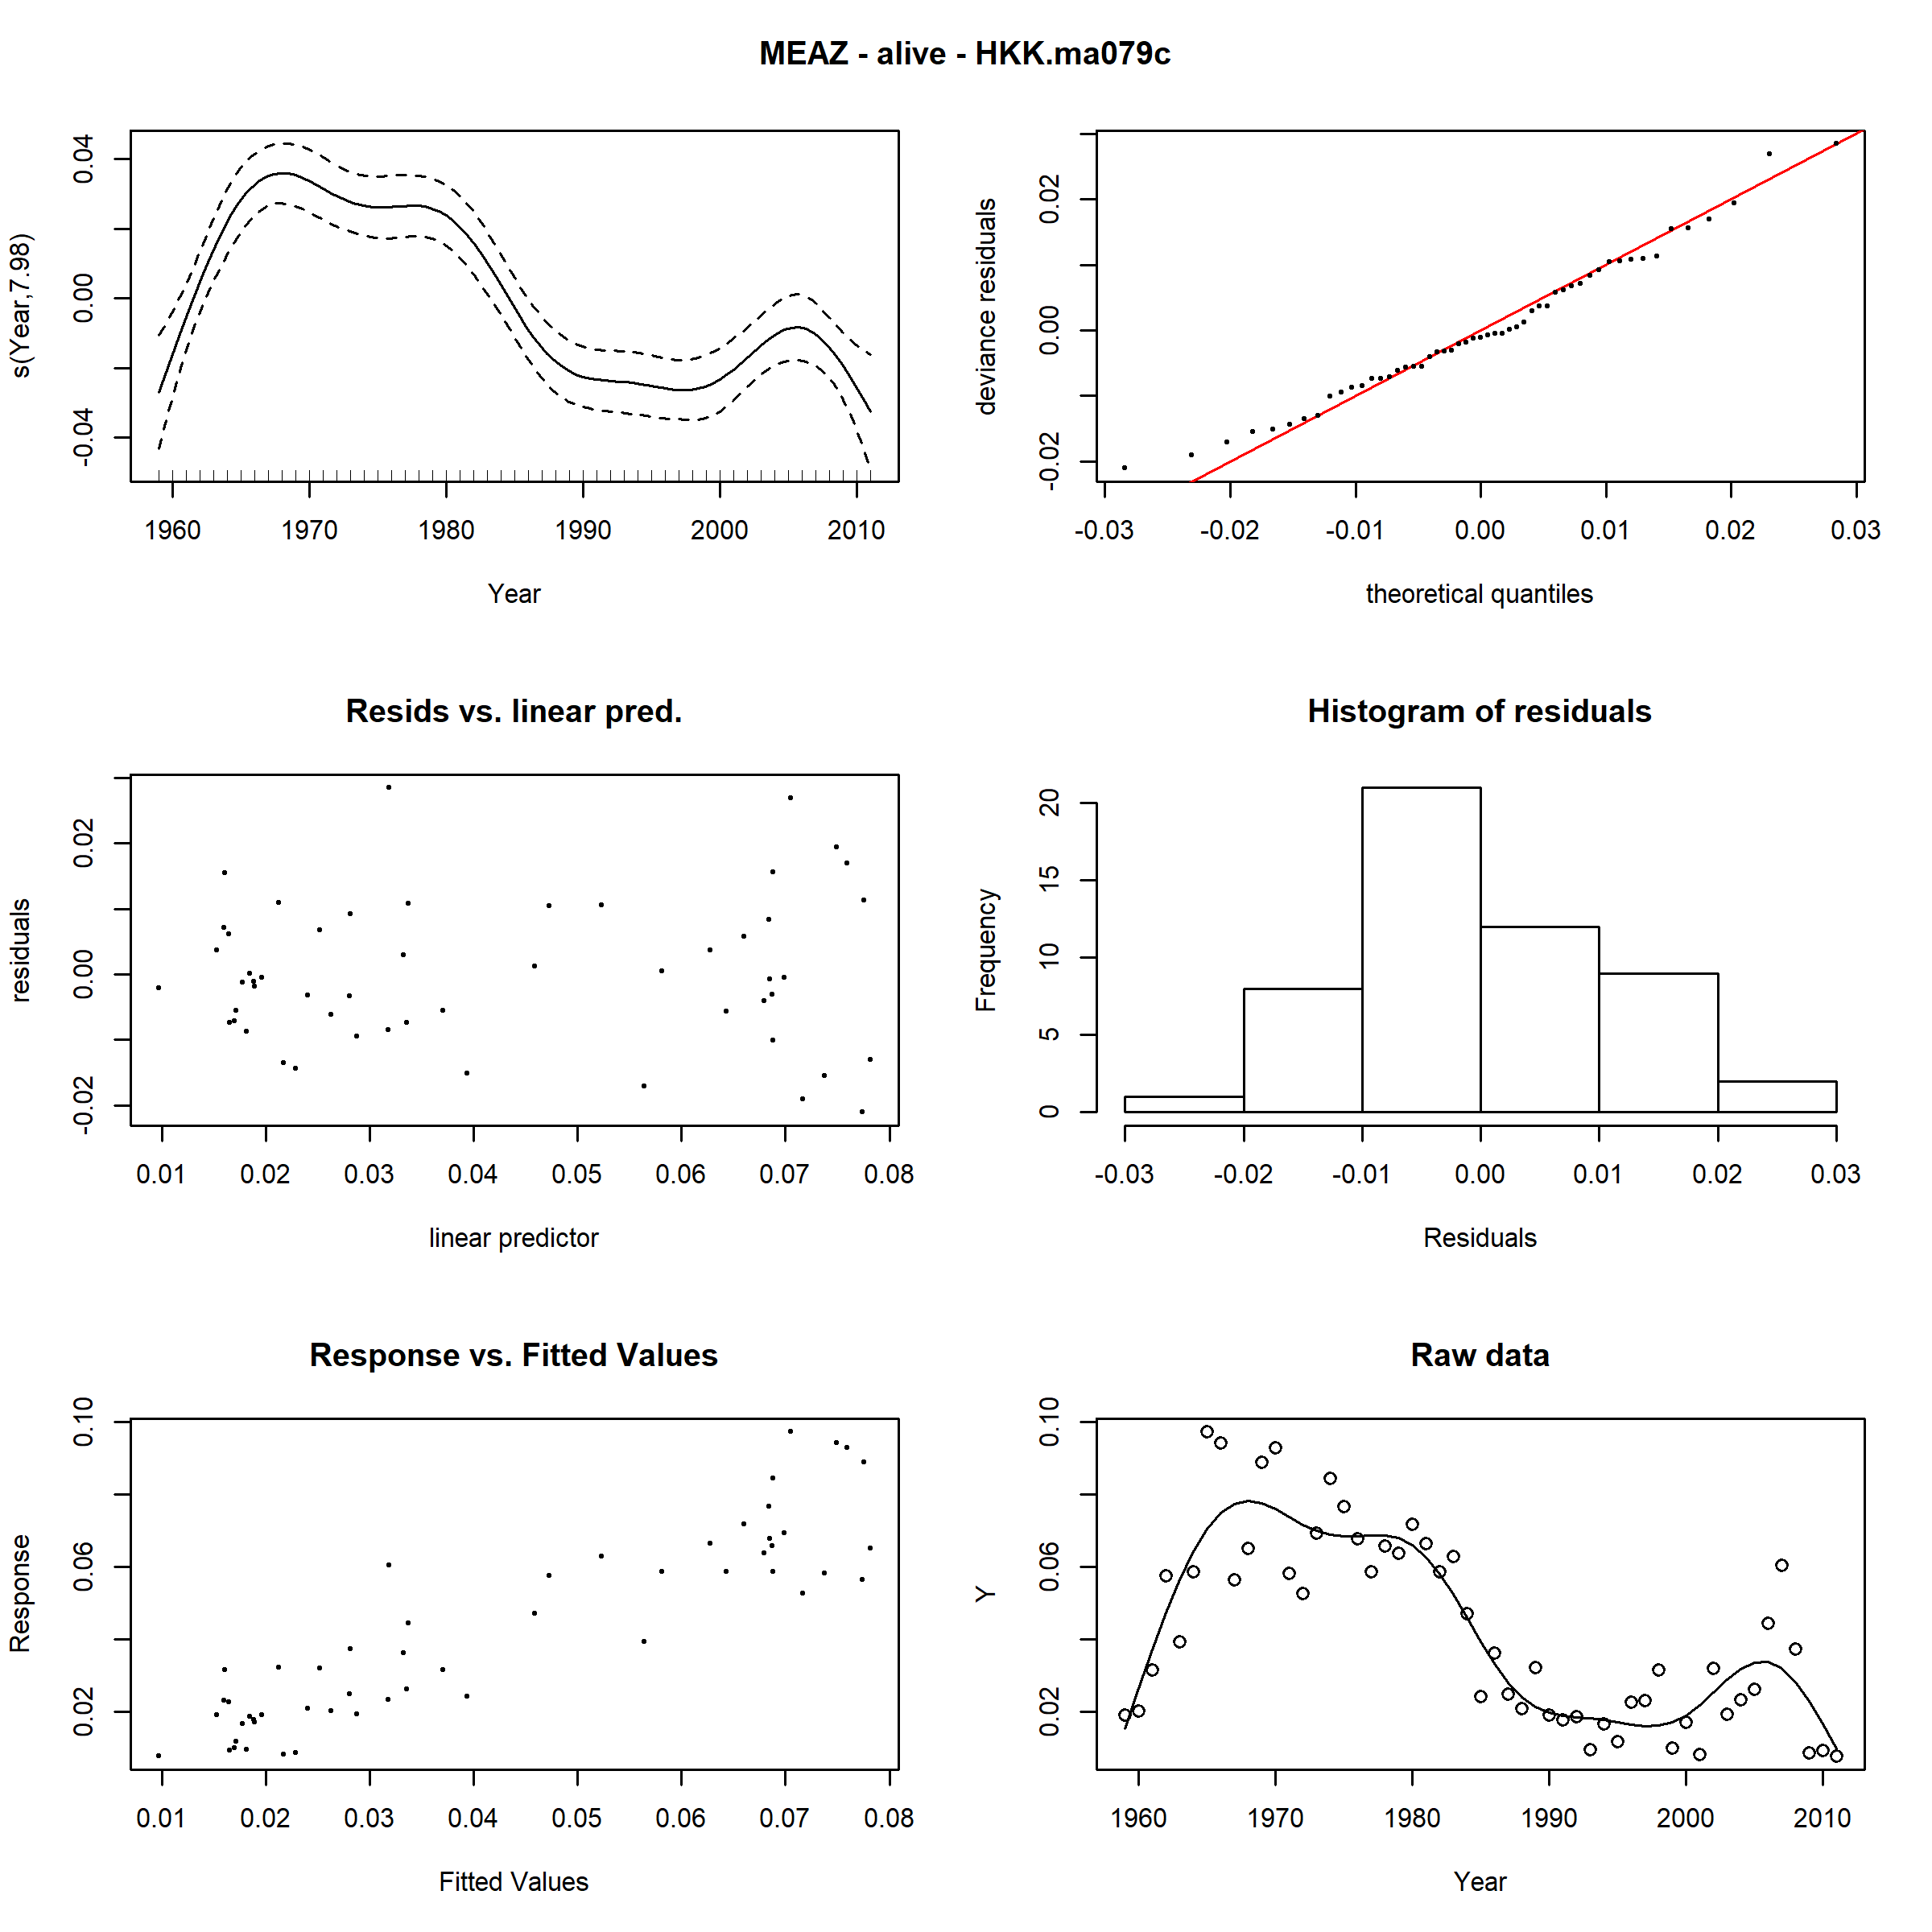 MEAZ - alive - HKK.ma079c
s(Year,7.98)
-0.04 0.00 0.04
1960 1970 1980 1990 2000 2010
Year
deviance residuals
-0.02 0.00 0.02
-0.03 -0.02 -0.01 0.00 0.01 0.02 0.03
theoretical quantiles
Resids vs. linear pred.
residuals
-0.02 0.00 0.02
0.01 0.02 0.03 0.04 0.05 0.06 0.07 0.08
linear predictor
Histogram of residuals
Frequency
0 5 10 15 20
-0.03 -0.02 -0.01 0.00 0.01 0.02 0.03
Residuals
Response vs. Fitted Values
Response
0.02 0.06 0.10
0.01 0.02 0.03 0.04 0.05 0.06 0.07 0.08
Fitted Values
Raw data
Y
0.02 0.06 0.10
1960 1970 1980 1990 2000 2010
Year